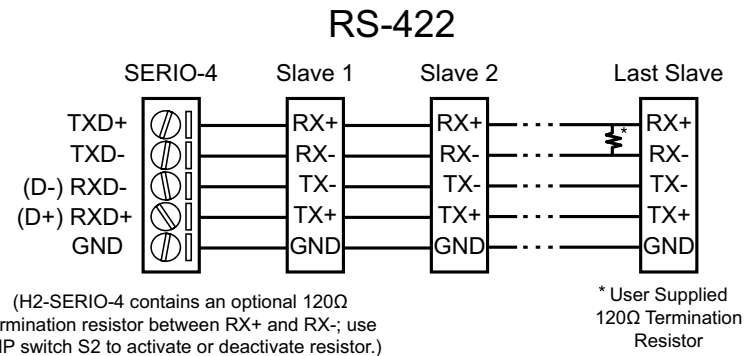 RS-422
SERIO-4 Slave 1 Slave 2 Last Slave
TXD+ RX+ RX+ * RX+
TXD- RX- RX- RX-
(D-) RXD- TX- TX- TX-
(D+) RXD+ TX+ TX+ TX+
GND GND GND GND
(H2-SERIO-4 contains an optional 120Ω
rmination resistor between RX+ and RX-; use
IP switch S2 to activate or deactivate resistor.)
* User Supplied
120Ω Termination
Resistor